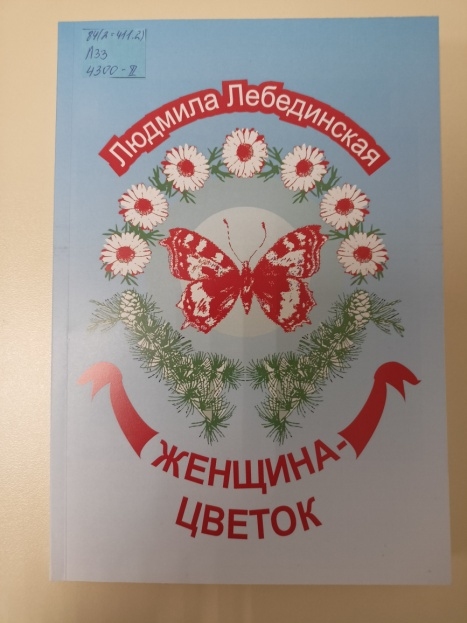 84(2=411.2)
Л33
4300-II
Людмила Лебединская
ЖЕНЩИНА-
ЦВЕТОК